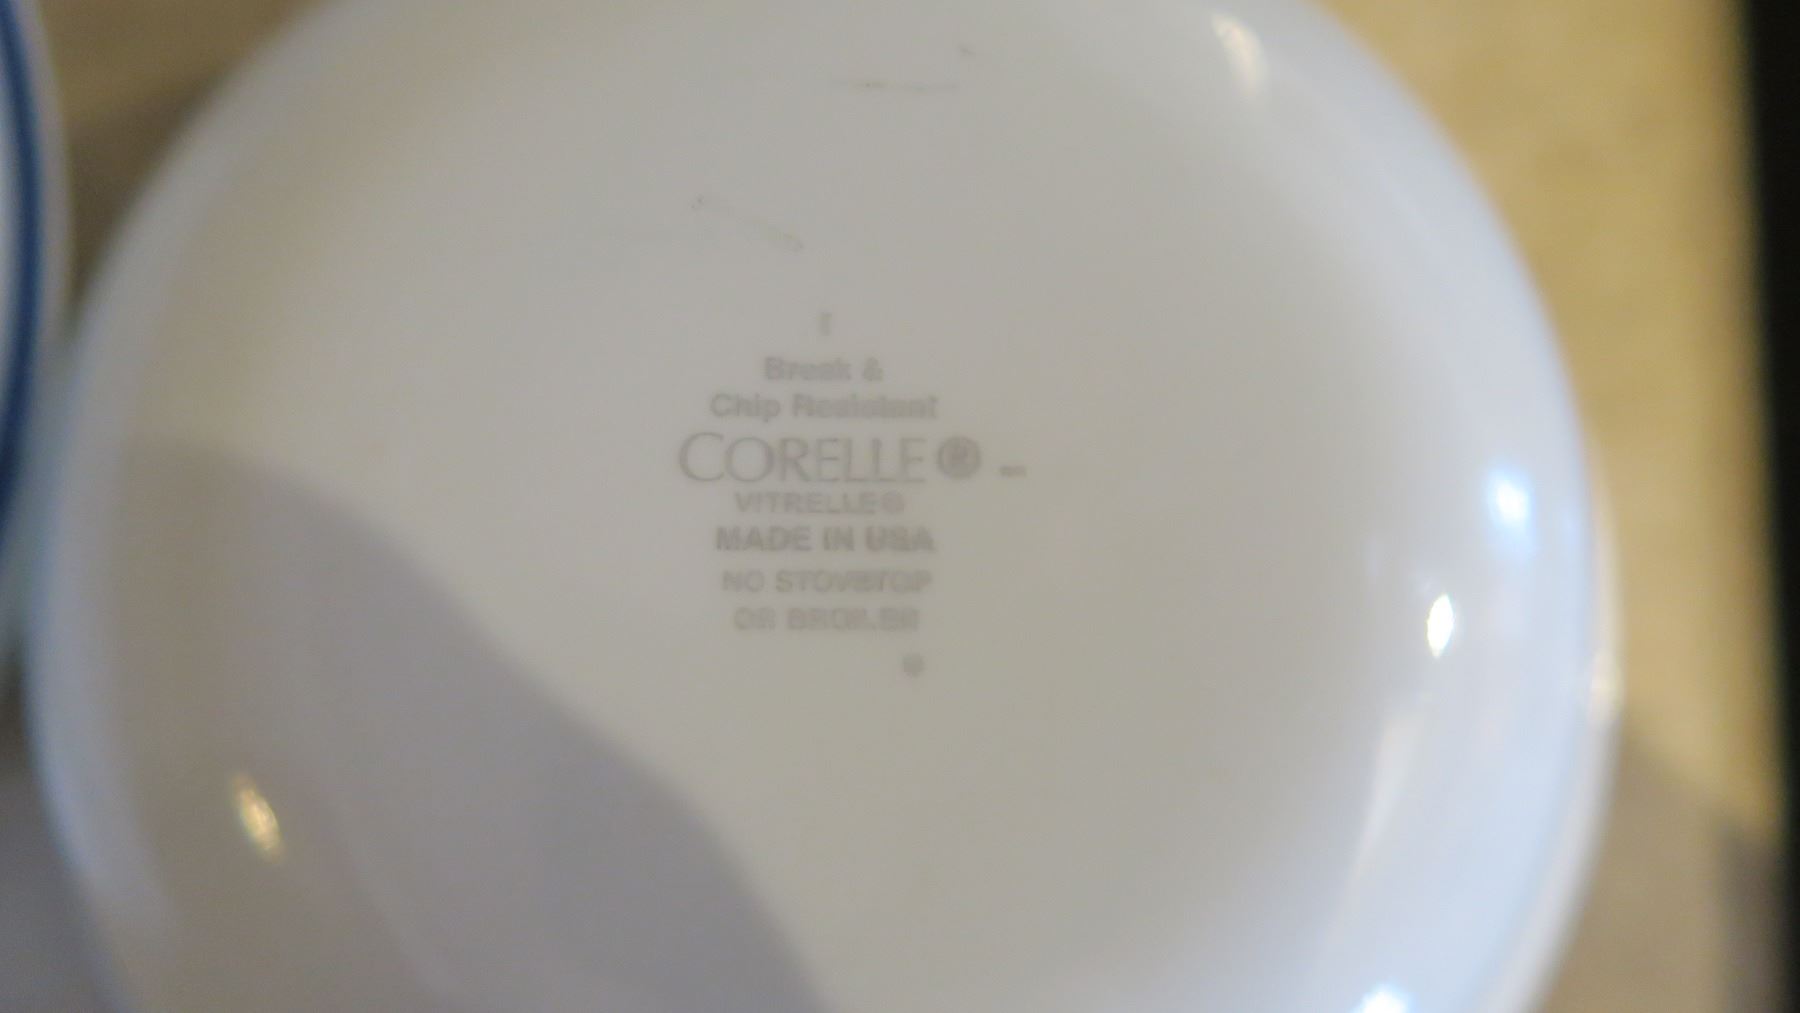 Break &
Chip Resistant
CORELLE®
VITRELLE®
MADE IN USA
NO STOVETOP
OR BROILER